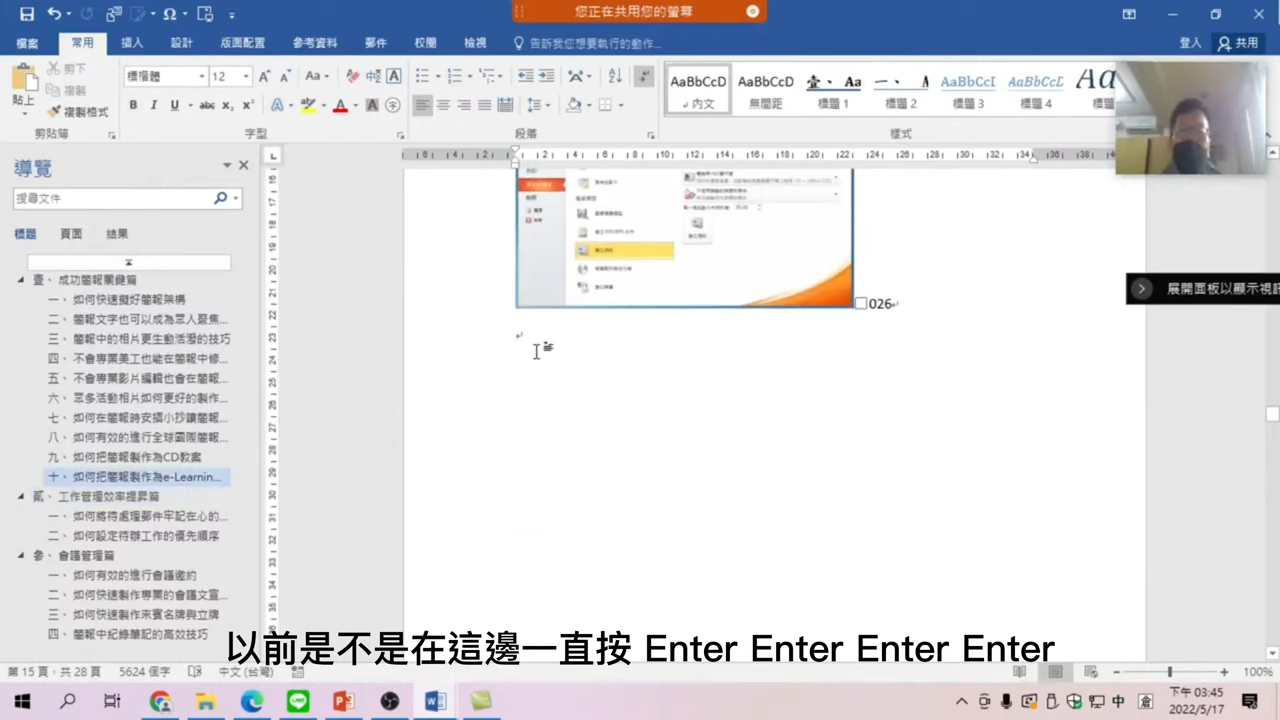 您正在共用您的螢幕
檔案 常用 插入 設計 版面配置 參考資料 郵件 校閱 檢視 告訴我您想要執行的動作... 登入 共用
貼上
剪下
複製
複製格式
標楷體 12
剪貼簿 字型 段落 樣式
AaBbCcD AaBbCcD Aa AaBbCcD AaBbCcD Aa
內文 無間距 標題 1 標題 2 標題 3 標題 4
導覽
搜尋文件
標題 頁面 結果
壹、成功簡報關鍵篇
一、如何快速擬好簡報架構
二、簡報文字也可以成為眾人聚焦...
三、簡報中的相片更生動活潑的技巧
四、不會專業美工也能在簡報中修...
五、不會專業影片編輯也會在簡報...
六、眾多活動相片如何更好的製作...
七、如何在簡報時安插小抄讓簡報...
八、如何有效的進行全球國際簡報...
九、如何把簡報製作為CD教案
十、如何把簡報製作為e-Learnin...
貳、工作管理效率提昇篇
一、如何將待處理郵件牢記在心的...
二、如何設定待辦工作的優先順序
參、會議管理篇
一、如何有效的進行會議邀約
二、如何快速製作專業的會議文宣...
三、如何快速製作來賓名牌與立牌
四、簡報中紀錄筆記的高效技巧
026
展開面板以顯示視訊
以前是不是在這邊一直按 Enter Enter Enter Enter
第 15 頁，共 28 頁 5624 個字 中文 (台灣) 100%
中 下午 03:45
2022/5/17